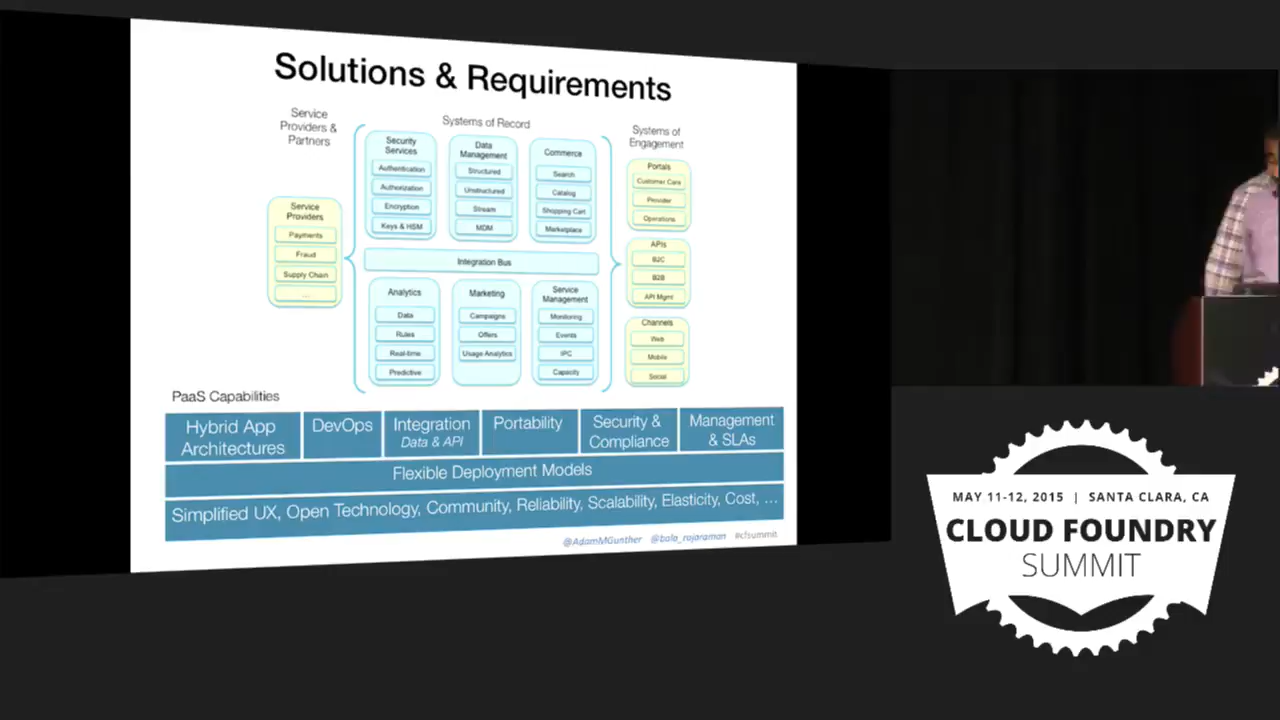 Solutions & Requirements
Service
Providers &
Partners
Systems of Record
Systems of
Engagement
Service
Providers
Payments
Fraud
Supply Chain
...
Security
Services
Authentication
Authorization
Encryption
Keys & HSM
Data
Management
Structured
Unstructured
Stream
MDM
Commerce
Search
Catalog
Shopping Cart
Marketplace
Integration Bus
Analytics
Data
Rules
Real-time
Predictive
Marketing
Campaigns
Offers
Usage Analytics
Service
Management
Monitoring
Events
IPC
Capacity
Portals
Customer Care
Provider
Operations
APIs
B2C
B2B
API Mgmt
Channels
Web
Mobile
Social
PaaS Capabilities
Hybrid App
Architectures
DevOps
Integration
Data & API
Portability
Security &
Compliance
Management
& SLAs
Flexible Deployment Models
Simplified UX, Open Technology, Community, Reliability, Scalability, Elasticity, Cost, ...
@AdamMGunther @bala_rajaraman #cfsummit
MAY 11-12, 2015 | SANTA CLARA, CA
CLOUD FOUNDRY
SUMMIT